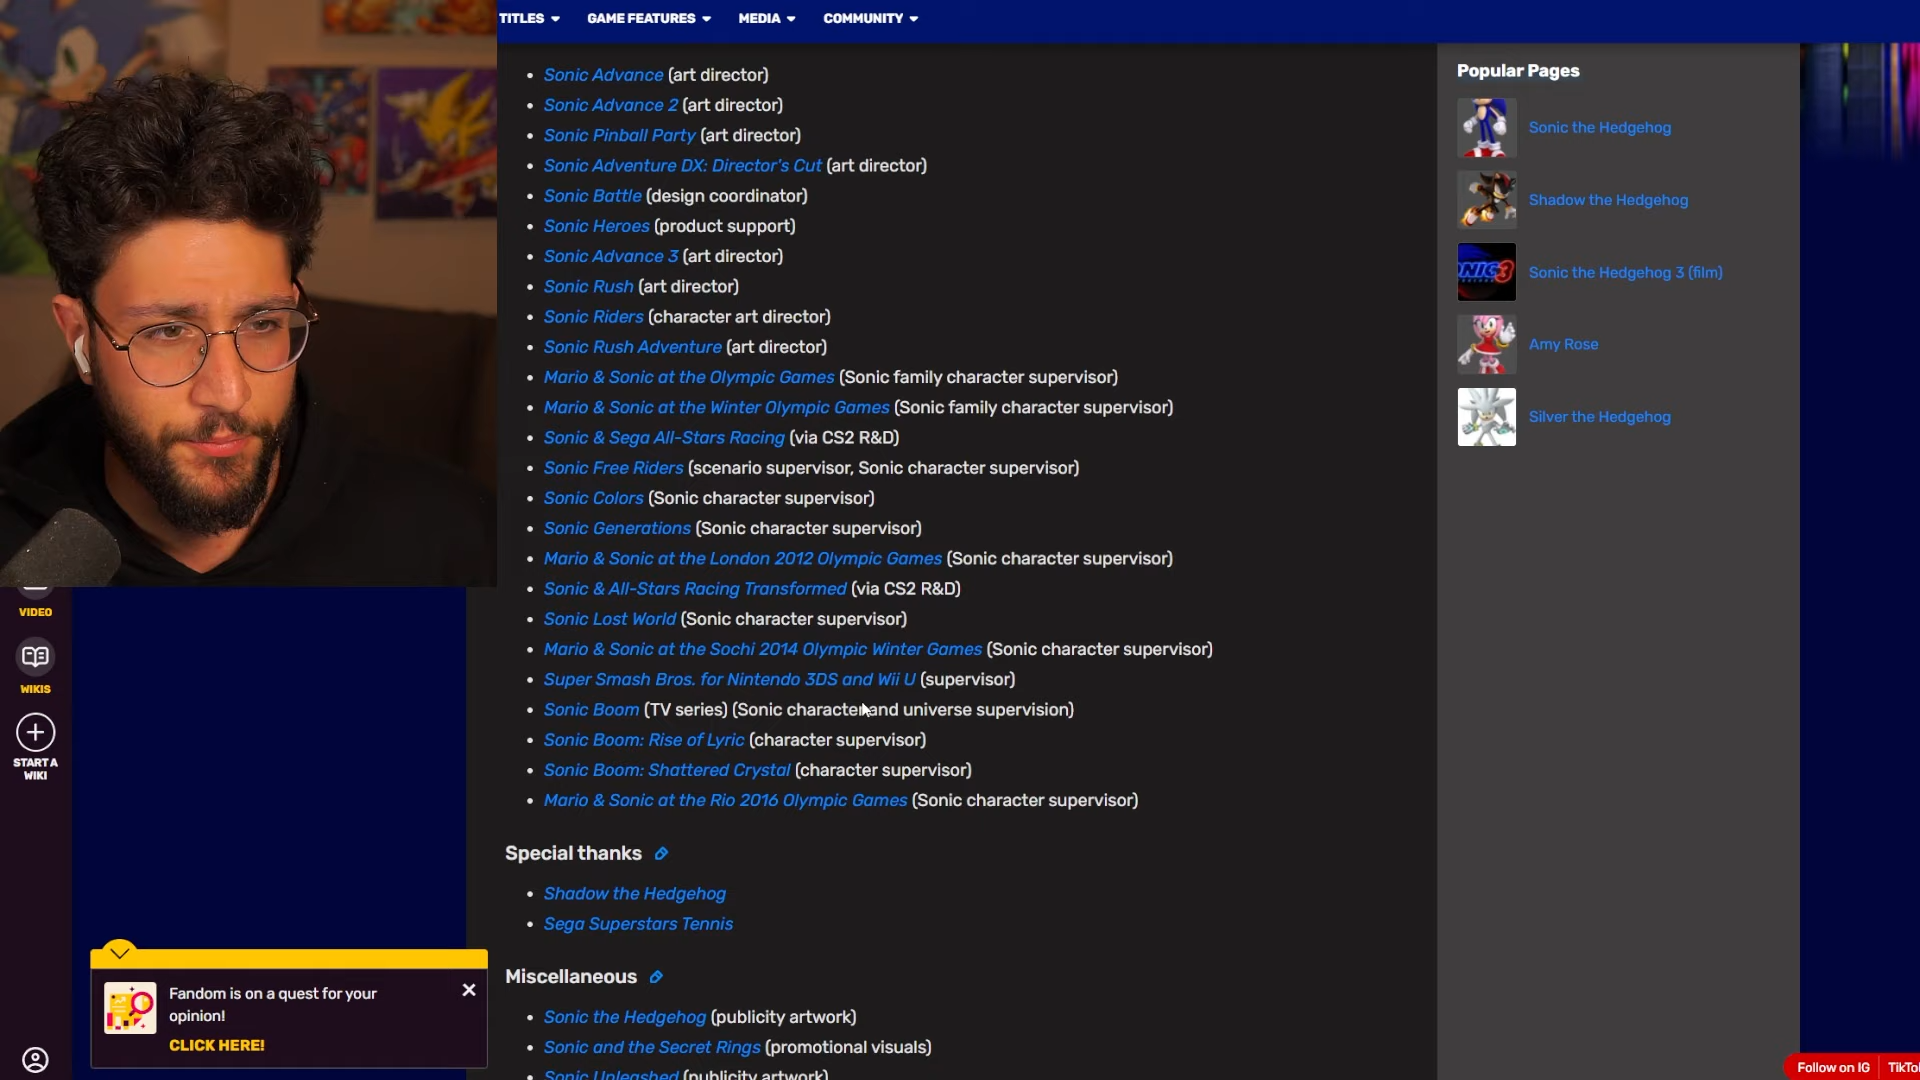 TITLES
GAME FEATURES
MEDIA
COMMUNITY
Sonic Advance (art director)
Sonic Advance 2 (art director)
Sonic Pinball Party (art director)
Sonic Adventure DX: Director's Cut (art director)
Sonic Battle (design coordinator)
Sonic Heroes (product support)
Sonic Advance 3 (art director)
Sonic Rush (art director)
Sonic Riders (character art director)
Sonic Rush Adventure (art director)
Mario & Sonic at the Olympic Games (Sonic family character supervisor)
Mario & Sonic at the Winter Olympic Games (Sonic family character supervisor)
Sonic & Sega All-Stars Racing (via CS2 R&D)
Sonic Free Riders (scenario supervisor, Sonic character supervisor)
Sonic Colors (Sonic character supervisor)
Sonic Generations (Sonic character supervisor)
Mario & Sonic at the London 2012 Olympic Games (Sonic character supervisor)
Sonic & All-Stars Racing Transformed (via CS2 R&D)
Sonic Lost World (Sonic character supervisor)
Mario & Sonic at the Sochi 2014 Olympic Winter Games (Sonic character supervisor)
Super Smash Bros. for Nintendo 3DS and Wii U (supervisor)
Sonic Boom (TV series) (Sonic character and universe supervision)
Sonic Boom: Rise of Lyric (character supervisor)
Sonic Boom: Shattered Crystal (character supervisor)
Mario & Sonic at the Rio 2016 Olympic Games (Sonic character supervisor)
Special thanks
Shadow the Hedgehog
Sega Superstars Tennis
Miscellaneous
Sonic the Hedgehog (publicity artwork)
Sonic and the Secret Rings (promotional visuals)
Sonic Unleashed (publicity artwork)
Popular Pages
Sonic the Hedgehog
Shadow the Hedgehog
NIC 3
Sonic the Hedgehog 3 (film)
Amy Rose
Silver the Hedgehog
VIDEO
WIKIS
START A
WIKI
Fandom is on a quest for your
opinion!
CLICK HERE!
Follow on IG
TikTo